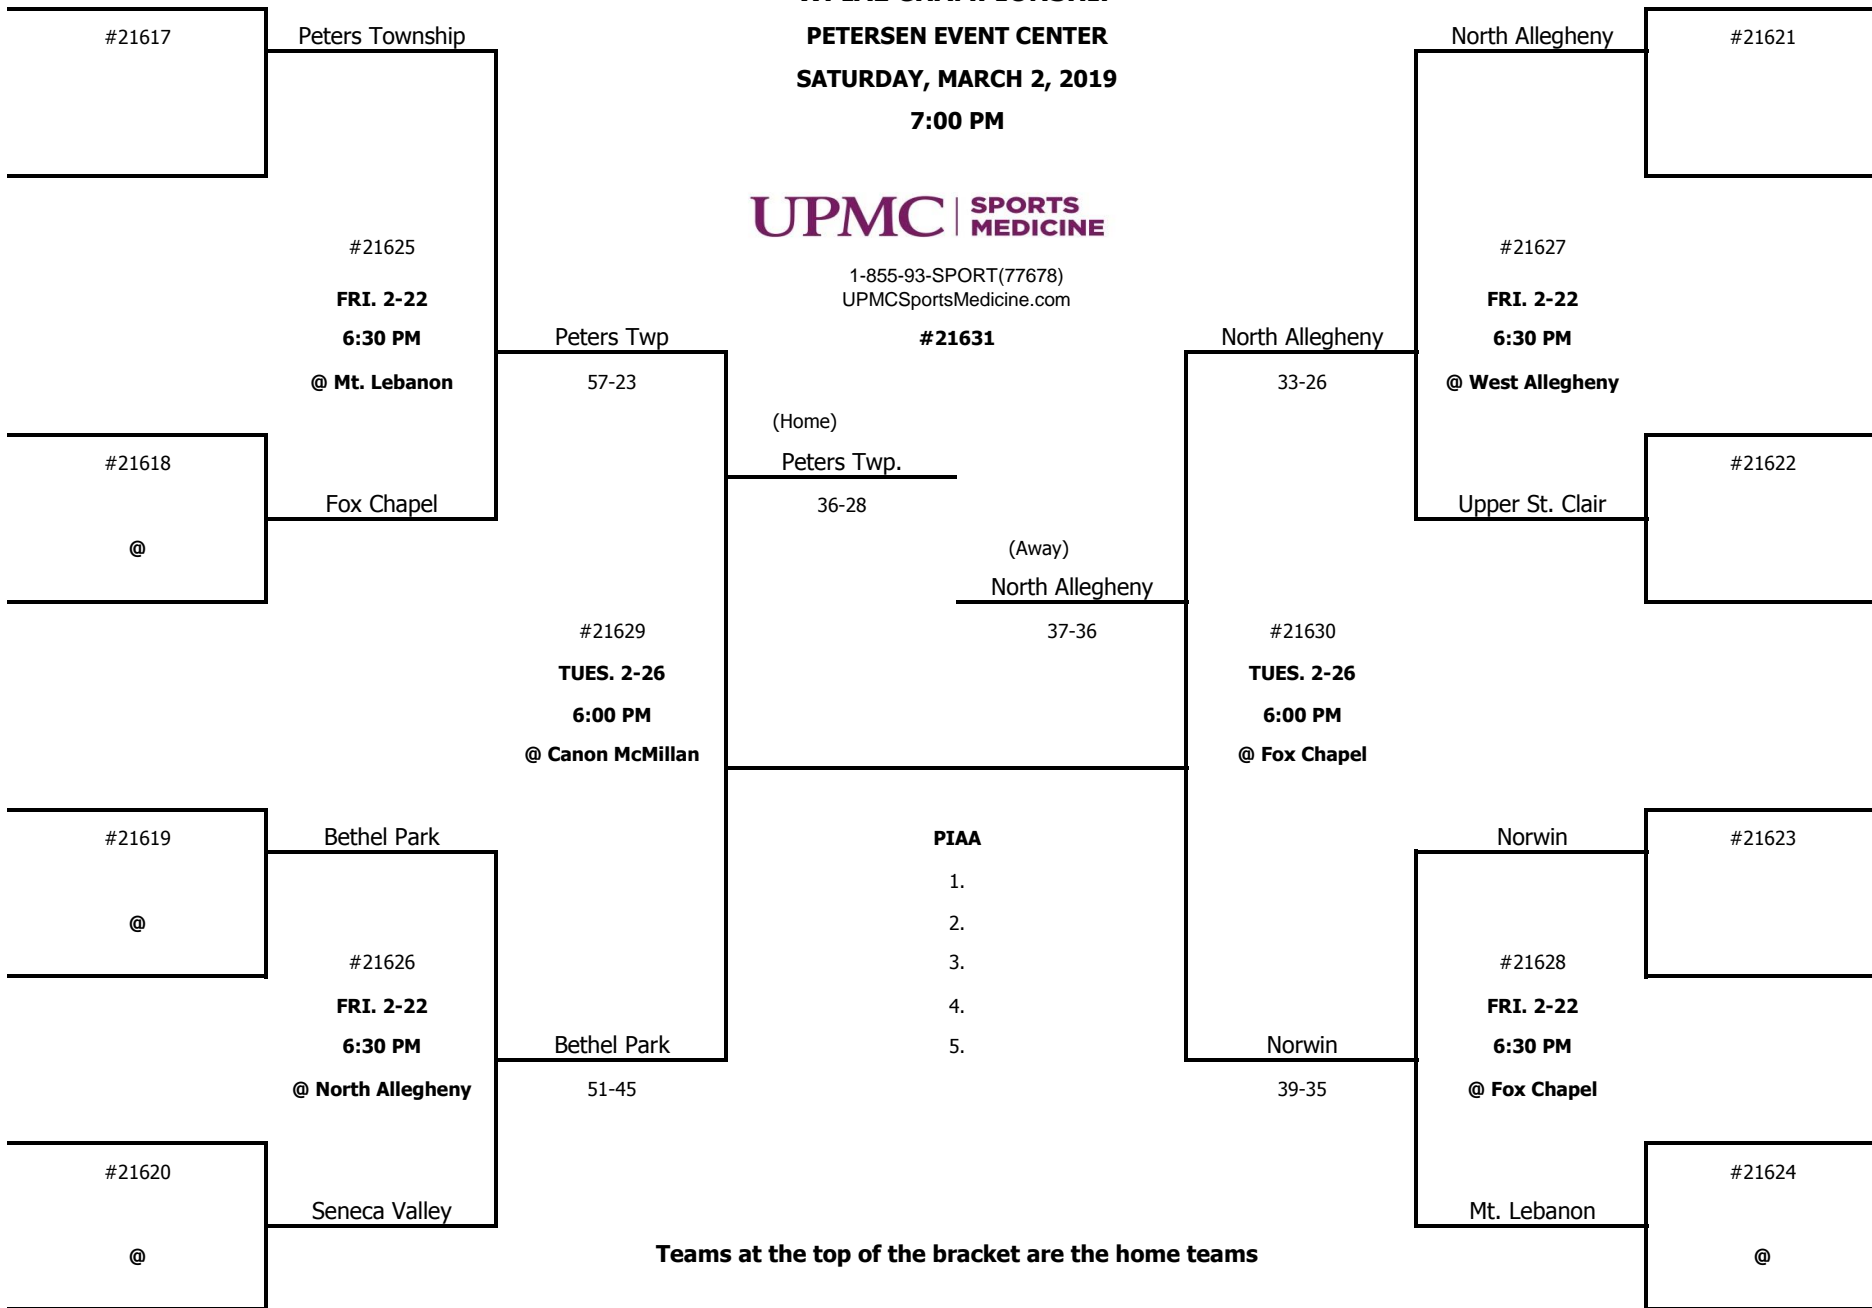 PETERSEN EVENT CENTER
SATURDAY, MARCH 2, 2019
7:00 PM
UPMC | SPORTS MEDICINE
1-855-93-SPORT(77678)
UPMCSportsMedicine.com
#21631
#21617
Peters Township
#21625
FRI. 2-22
6:30 PM
@ Mt. Lebanon
Peters Twp
57-23
#21618
Fox Chapel
@
(Home)
Peters Twp.
36-28
#21629
TUES. 2-26
6:00 PM
@ Canon McMillan
#21619
Bethel Park
@
#21626
FRI. 2-22
6:30 PM
@ North Allegheny
Bethel Park
51-45
#21620
Seneca Valley
@
North Allegheny
#21621
#21627
FRI. 2-22
6:30 PM
@ West Allegheny
North Allegheny
33-26
#21622
Upper St. Clair
(Away)
North Allegheny
37-36
#21630
TUES. 2-26
6:00 PM
@ Fox Chapel
Norwin
#21623
#21628
FRI. 2-22
6:30 PM
@ Fox Chapel
Norwin
39-35
#21624
Mt. Lebanon
@
PIAA
1.
2.
3.
4.
5.
Teams at the top of the bracket are the home teams